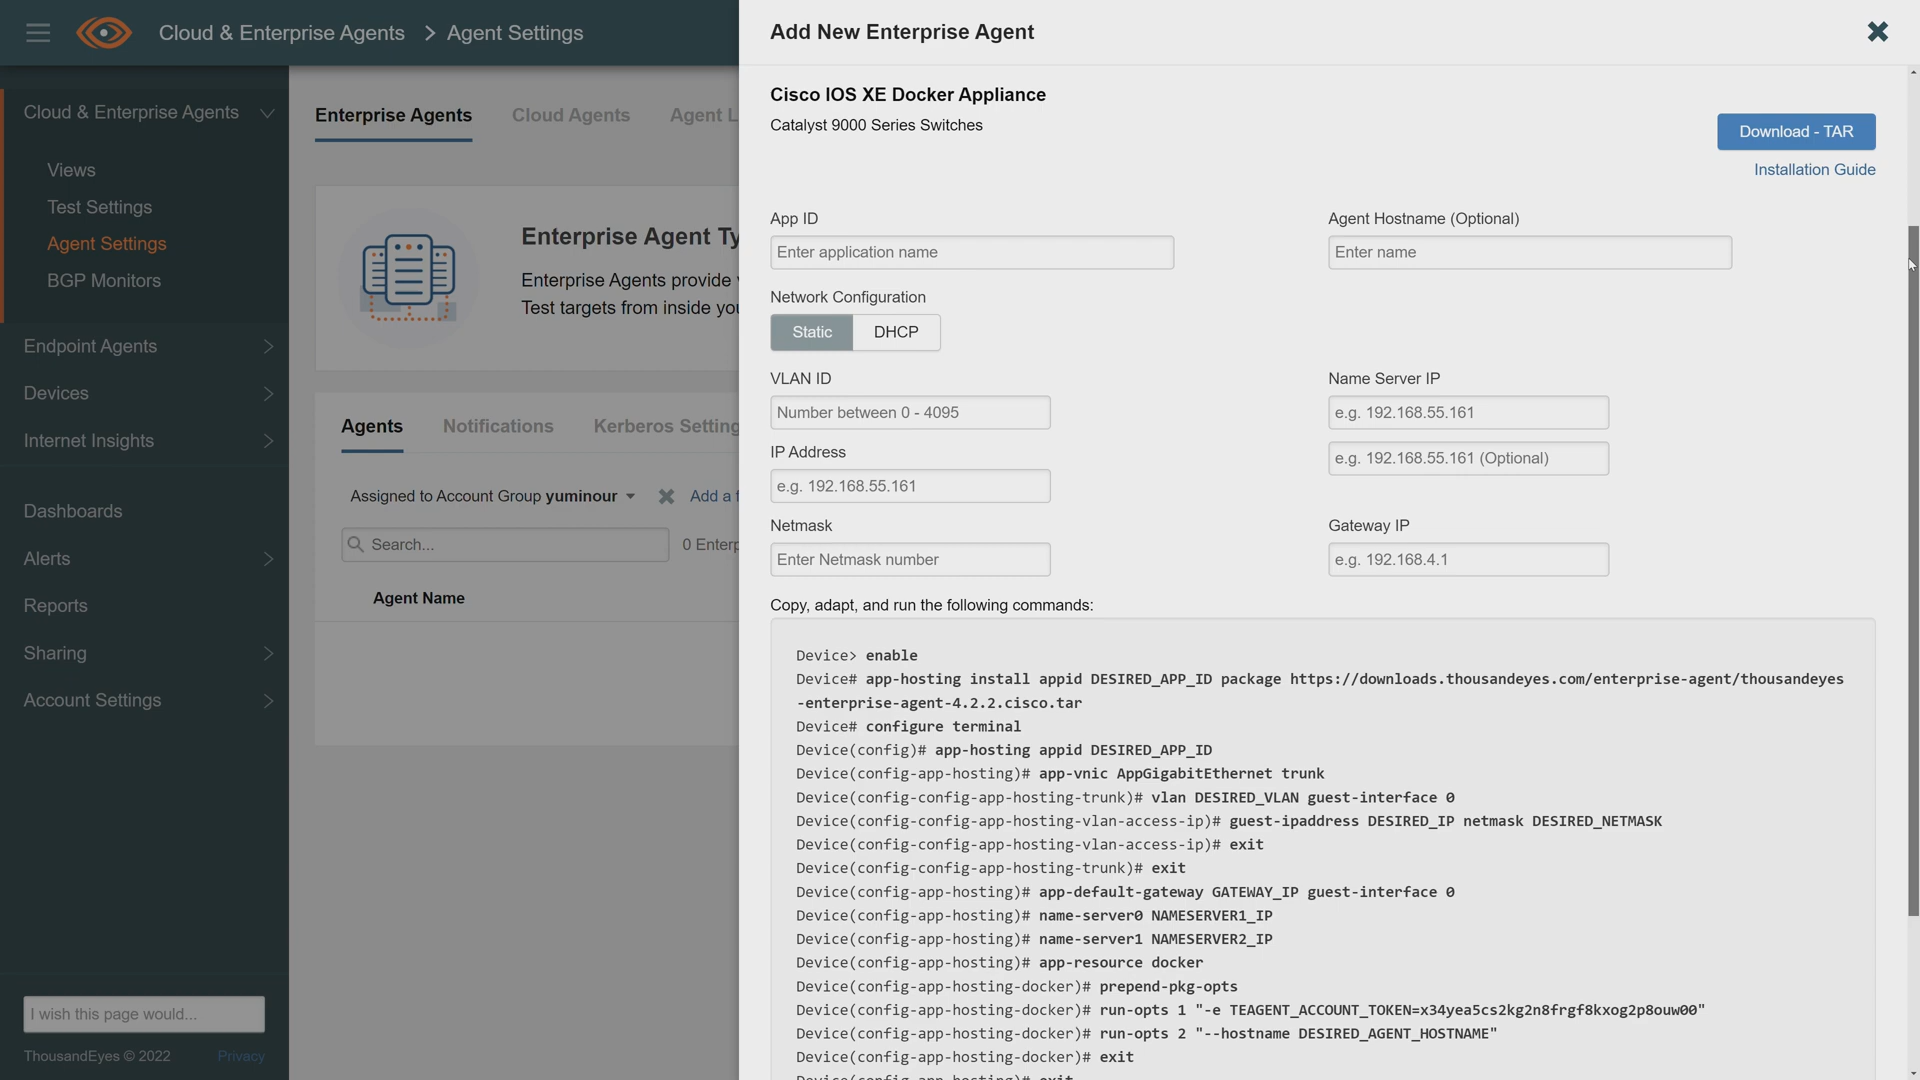 Cloud & Enterprise Agents > Agent Settings
Add New Enterprise Agent
Cloud & Enterprise Agents
Views
Test Settings
Agent Settings
BGP Monitors
Endpoint Agents
Devices
Internet Insights
Dashboards
Alerts
Reports
Sharing
Account Settings
I wish this page would...
ThousandEyes © 2022 Privacy
Enterprise Agents Cloud Agents Agent L
Enterprise Agent Ty
Enterprise Agents provide
Test targets from inside you
Agents Notifications Kerberos Setting
Assigned to Account Group yuminour Add a f
Search... 0 Enterp
Agent Name
Cisco IOS XE Docker Appliance
Catalyst 9000 Series Switches
Download - TAR
Installation Guide
App ID Agent Hostname (Optional)
Enter application name Enter name
Network Configuration
Static DHCP
VLAN ID Name Server IP
Number between 0 - 4095 e.g. 192.168.55.161
IP Address
e.g. 192.168.55.161 (Optional)
e.g. 192.168.55.161
Netmask Gateway IP
Enter Netmask number e.g. 192.168.4.1
Copy, adapt, and run the following commands:
Device> enable
Device# app-hosting install appid DESIRED_APP_ID package https://downloads.thousandeyes.com/enterprise-agent/thousandeyes
-enterprise-agent-4.2.2.cisco.tar
Device# configure terminal
Device(config)# app-hosting appid DESIRED_APP_ID
Device(config-app-hosting)# app-vnic AppGigabitEthernet trunk
Device(config-config-app-hosting-trunk)# vlan DESIRED_VLAN guest-interface 0
Device(config-config-app-hosting-vlan-access-ip)# guest-ipaddress DESIRED_IP netmask DESIRED_NETMASK
Device(config-config-app-hosting-vlan-access-ip)# exit
Device(config-config-app-hosting-trunk)# exit
Device(config-app-hosting)# app-default-gateway GATEWAY_IP guest-interface 0
Device(config-app-hosting)# name-server0 NAMESERVER1_IP
Device(config-app-hosting)# name-server1 NAMESERVER2_IP
Device(config-app-hosting)# app-resource docker
Device(config-app-hosting-docker)# prepend-pkg-opts
Device(config-app-hosting-docker)# run-opts 1 "-e TEAGENT_ACCOUNT_TOKEN=x34yea5cs2kg2n8frgf8kxog2p8ouw00"
Device(config-app-hosting-docker)# run-opts 2 "--hostname DESIRED_AGENT_HOSTNAME"
Device(config-app-hosting-docker)# exit
Device(config-app-hosting)# exit